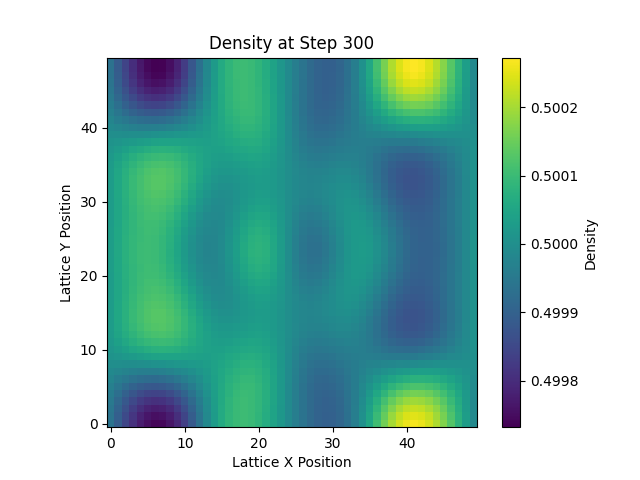 Density at Step 300
40
30
20
10
0
Lattice Y Position
0 10 20 30 40
Lattice X Position
0.5002
0.5001
0.5000
0.4999
0.4998
Density